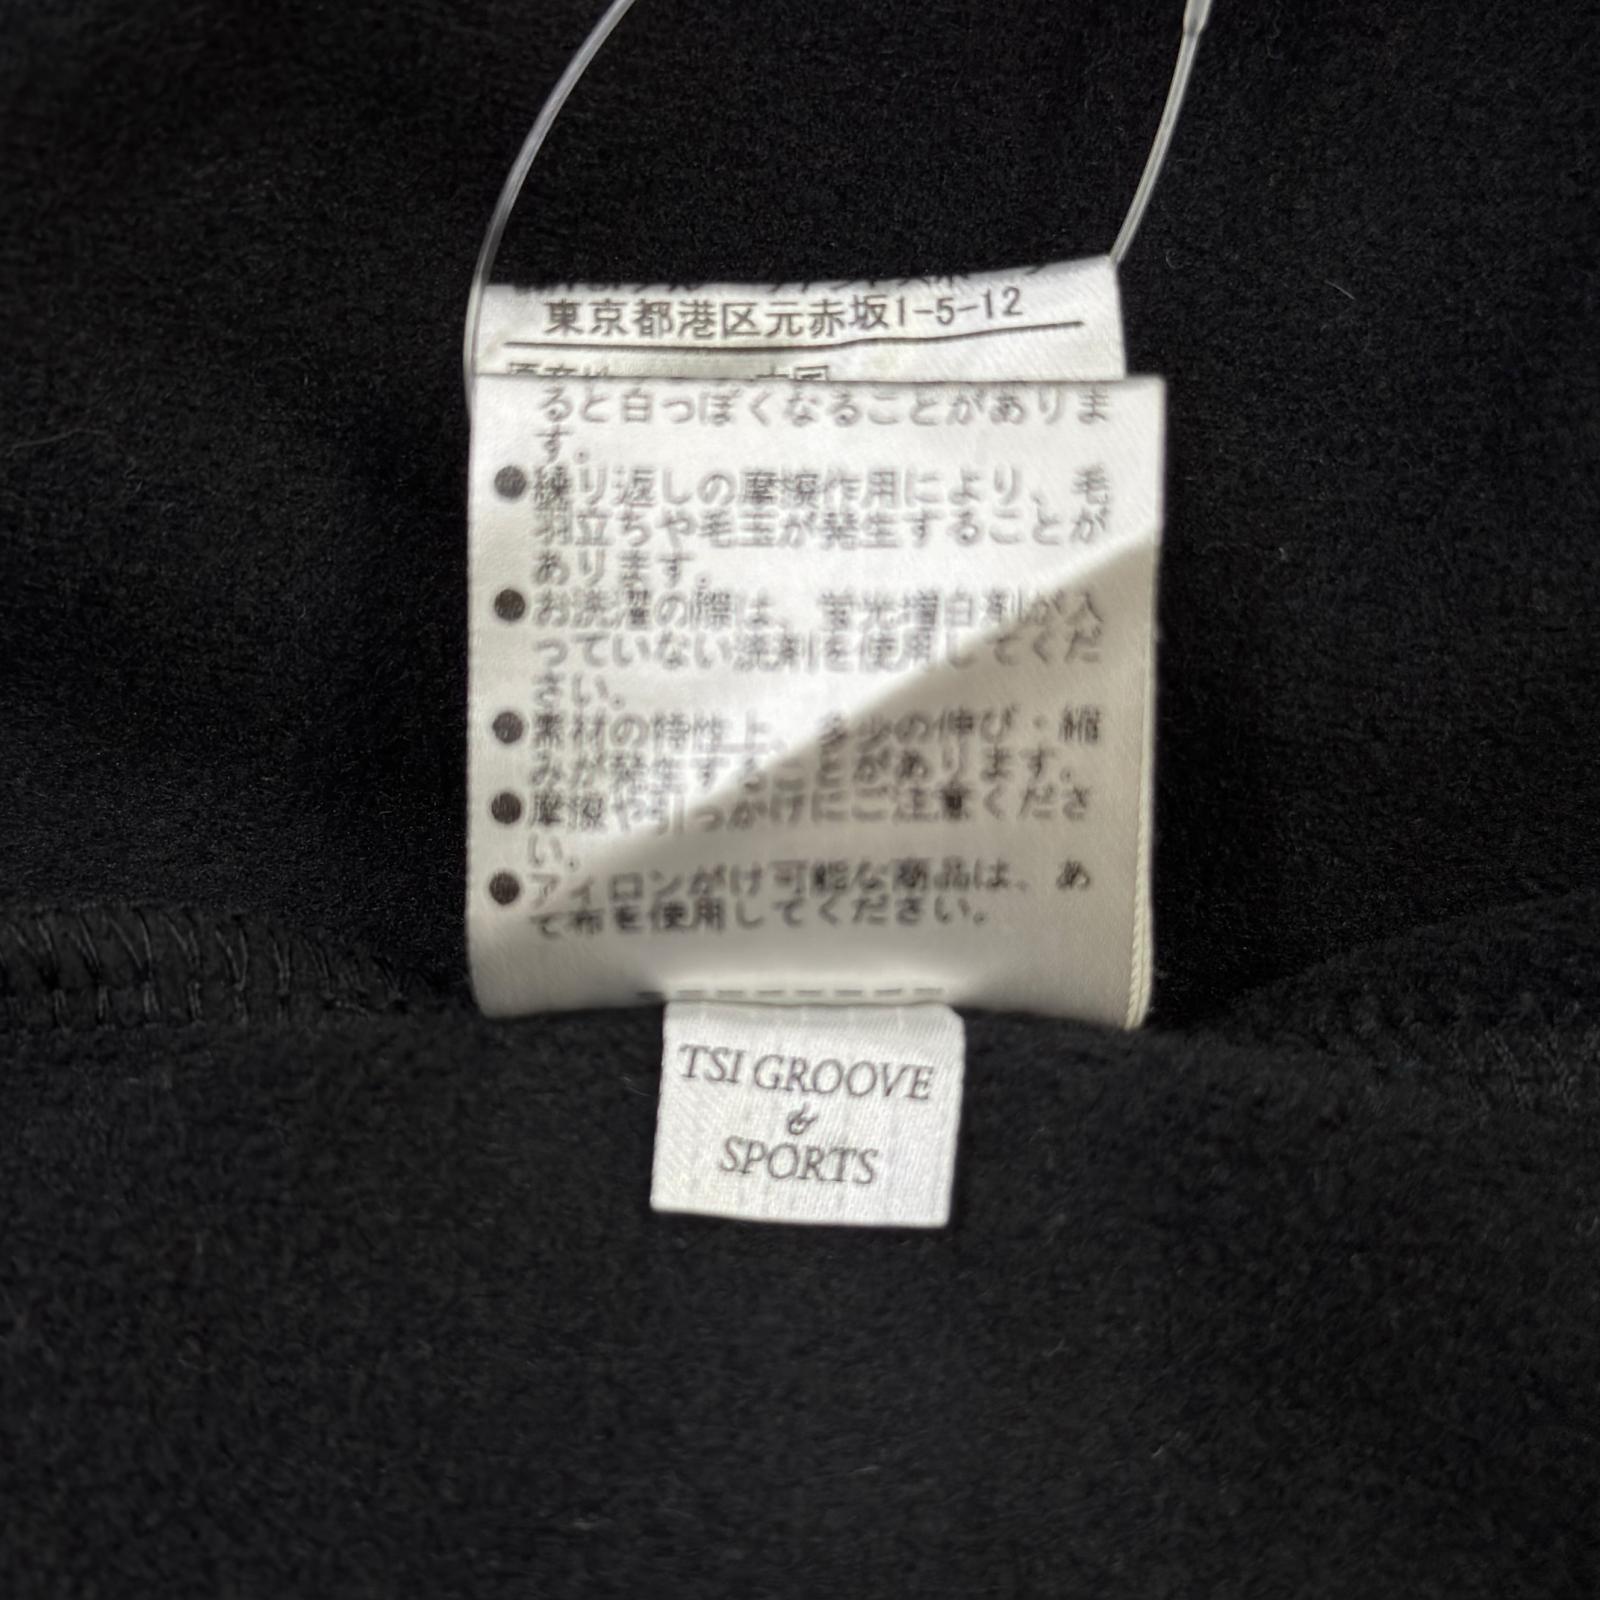 東京都港区元赤坂1-5-12
ると白っぽくなることがありま
す。
●繰り返しの摩擦作用により、毛
羽立ちや毛玉が発生することが
あります。
●お洗濯の際は、蛍光増白剤が入
っていない洗剤を使用してくだ
さい。
●素材の特性上、多少の伸び・縮
みが発生することがあります。
●摩擦や引っかけにご注意くださ
い。
●アイロンがけ可能な商品は、あ
て布を使用してください。
TSI GROOVE
&
SPORTS